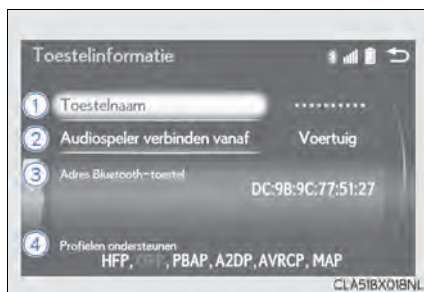 Toestelinformatie
1 Toestelnaam ··········
2 Audiospeler verbinden vanaf Voertuig
3 Adres Bluetooth-toestel
DC:9B:9C:77:51:27
4 Profielen ondersteunen
HFP, OPP, PBAP, A2DP, AVRCP, MAP
CLA51BX018NL